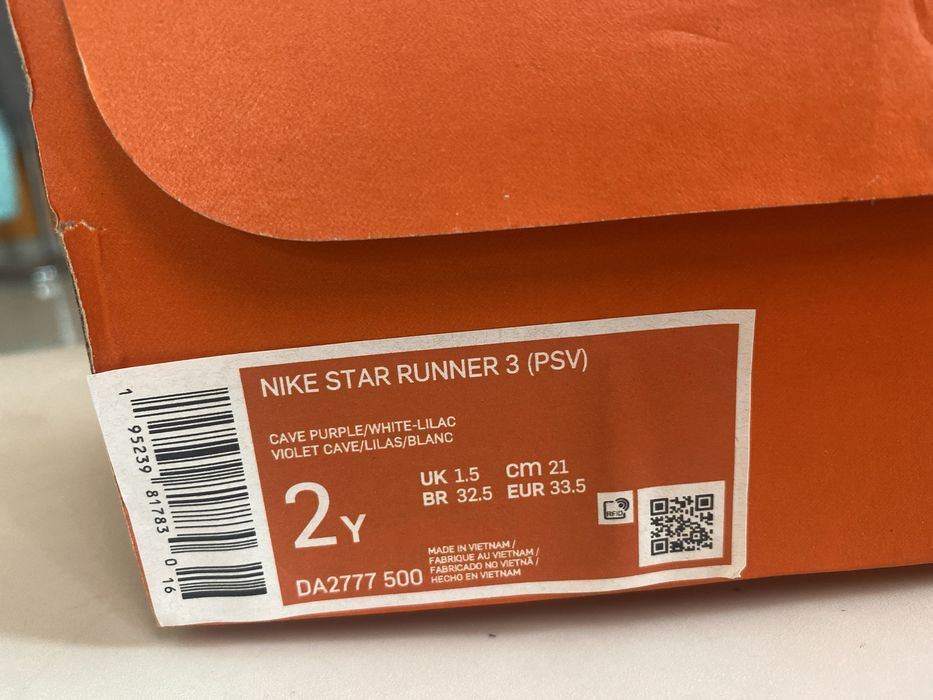 NIKE STAR RUNNER 3 (PSV)
CAVE PURPLE/WHITE-LILAC
VIOLET CAVE/LILAS/BLANC
2Y
UK 1.5 cm 21
BR 32.5 EUR 33.5
RFID
DA2777 500
MADE IN VIETNAM /
FABRIQUE AU VIETNAM /
FABRICADO NO VIETNÃ /
HECHO EN VIETNAM
1 95239 81783 0 16